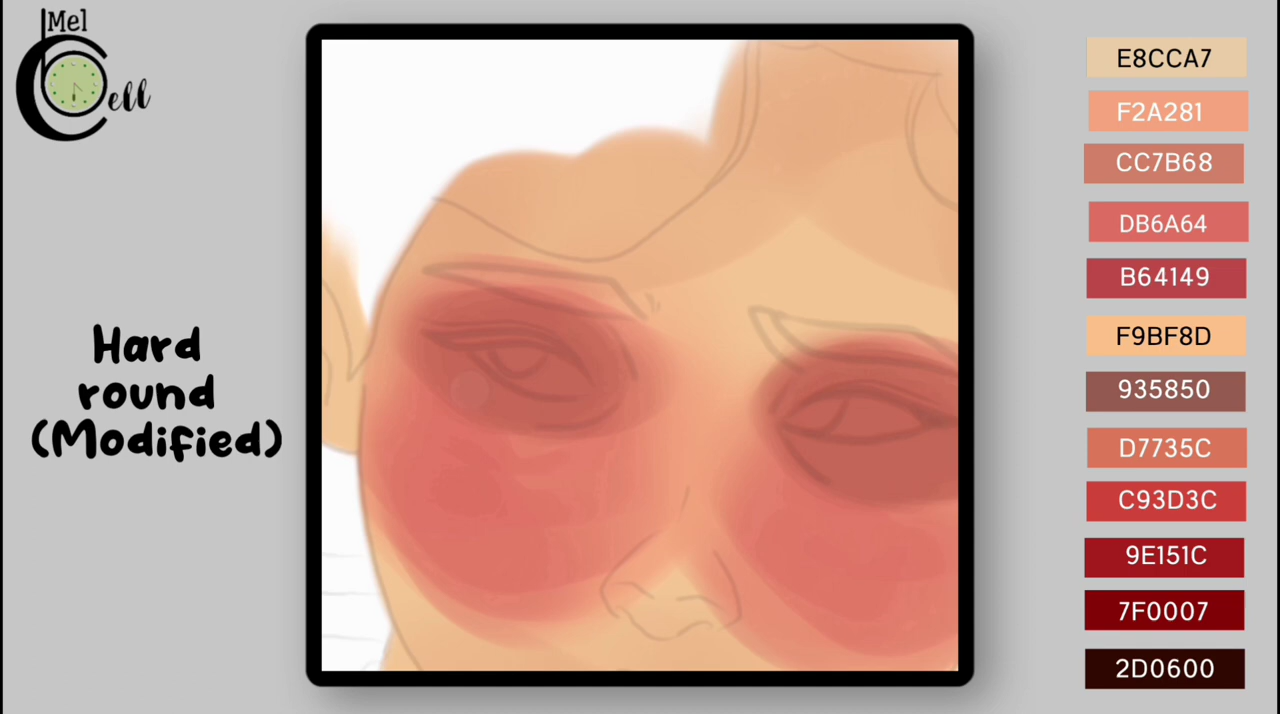 Mel
Cell
Hard
round
(Modified)
E8CCA7
F2A281
CC7B68
DB6A64
B64149
F9BF8D
935850
D7735C
C93D3C
9E151C
7F0007
2D0600